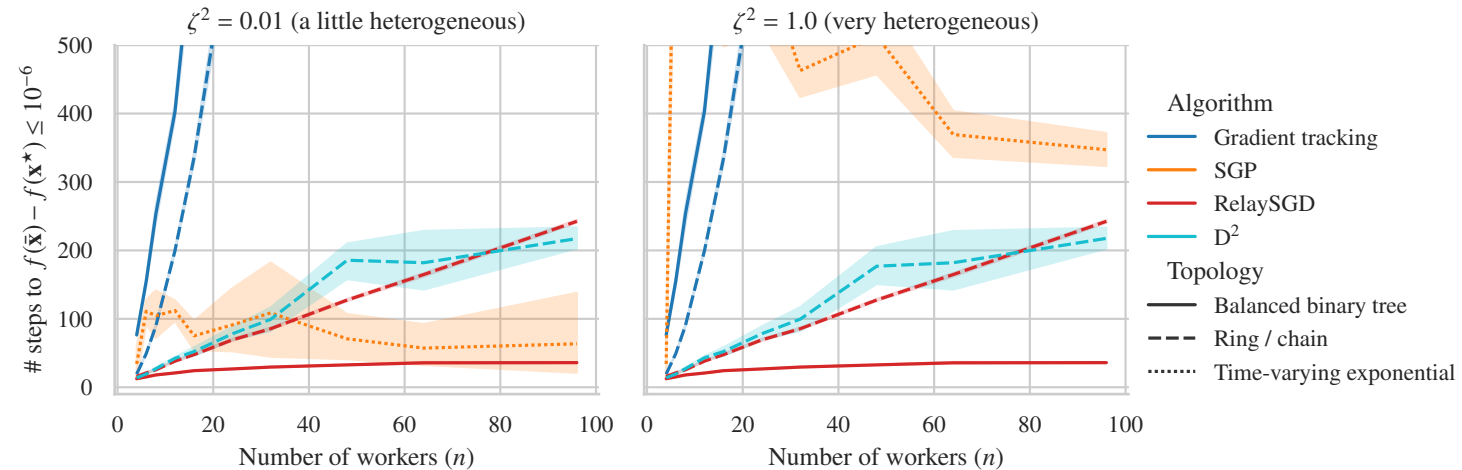 ζ² = 0.01 (a little heterogeneous)
ζ² = 1.0 (very heterogeneous)
# steps to f(x̄) − f(x⋆) ≤ 10⁻⁶
500
400
300
200
100
0
0 20 40 60 80 100
Number of workers (n)
0 20 40 60 80 100
Number of workers (n)
Algorithm
Gradient tracking
SGP
RelaySGD
D²
Topology
Balanced binary tree
Ring / chain
Time-varying exponential